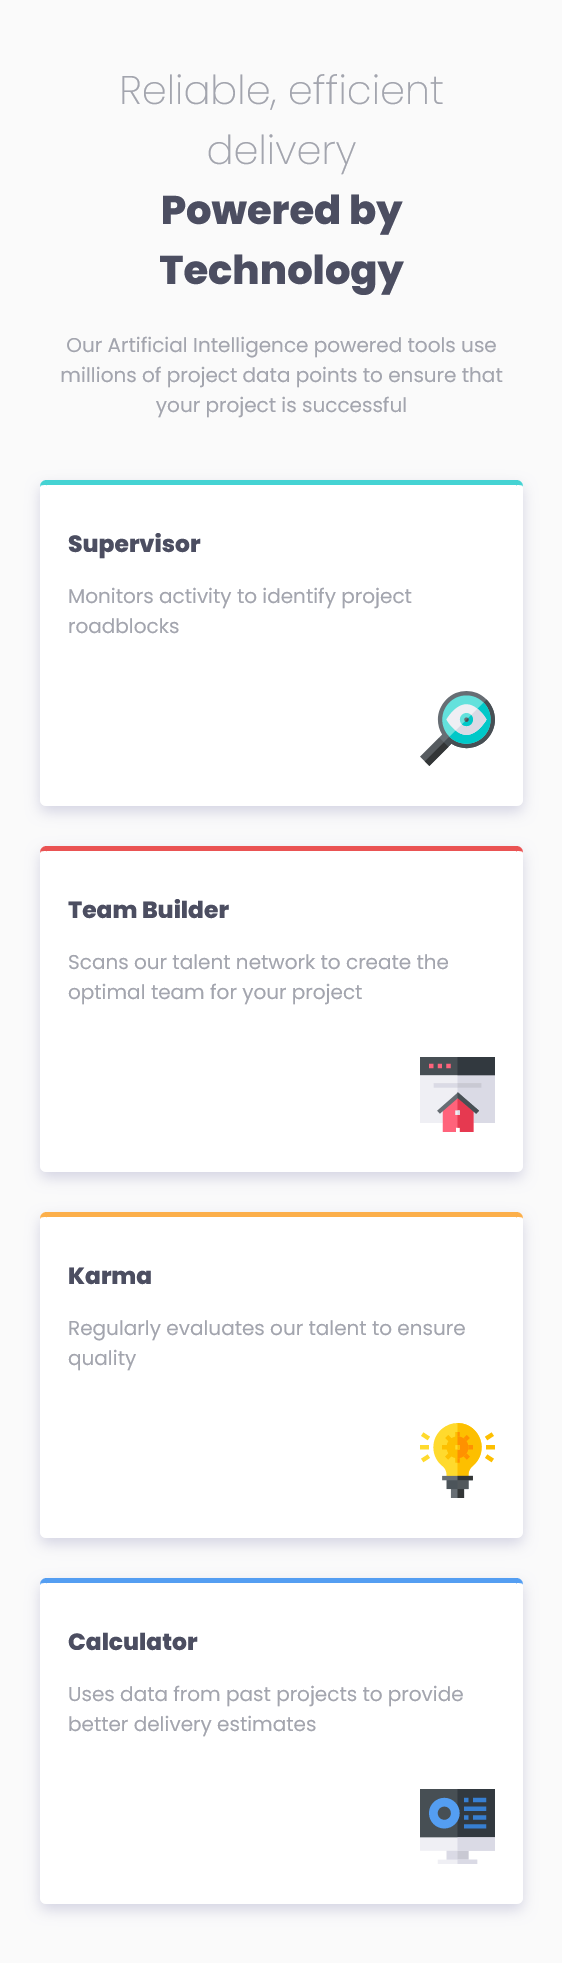 Reliable, efficient
delivery
Powered by
Technology
Our Artificial Intelligence powered tools use
millions of project data points to ensure that
your project is successful
Supervisor
Monitors activity to identify project
roadblocks
Team Builder
Scans our talent network to create the
optimal team for your project
Karma
Regularly evaluates our talent to ensure
quality
Calculator
Uses data from past projects to provide
better delivery estimates